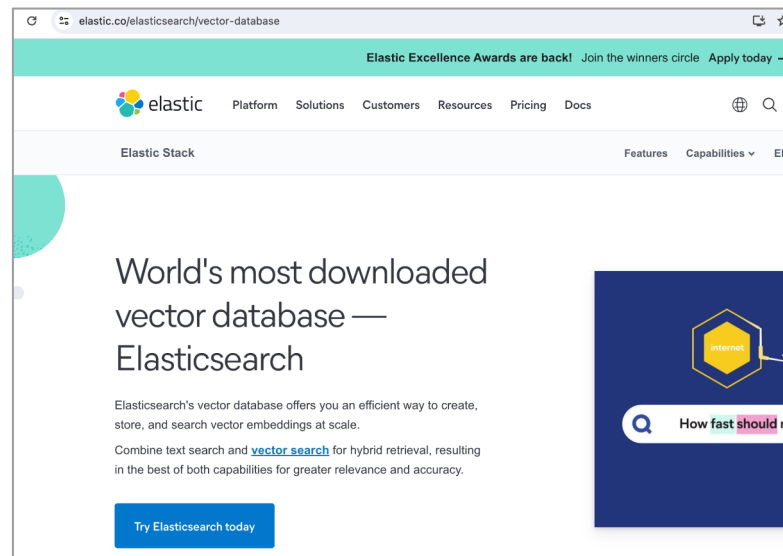 elastic.co/elasticsearch/vector-database
Elastic Excellence Awards are back! Join the winners circle Apply today
elastic Platform Solutions Customers Resources Pricing Docs
Elastic Stack Features Capabilities
World's most downloaded
vector database —
Elasticsearch
internet
How fast should
Elasticsearch's vector database offers you an efficient way to create,
store, and search vector embeddings at scale.
Combine text search and vector search for hybrid retrieval, resulting
in the best of both capabilities for greater relevance and accuracy.
Try Elasticsearch today